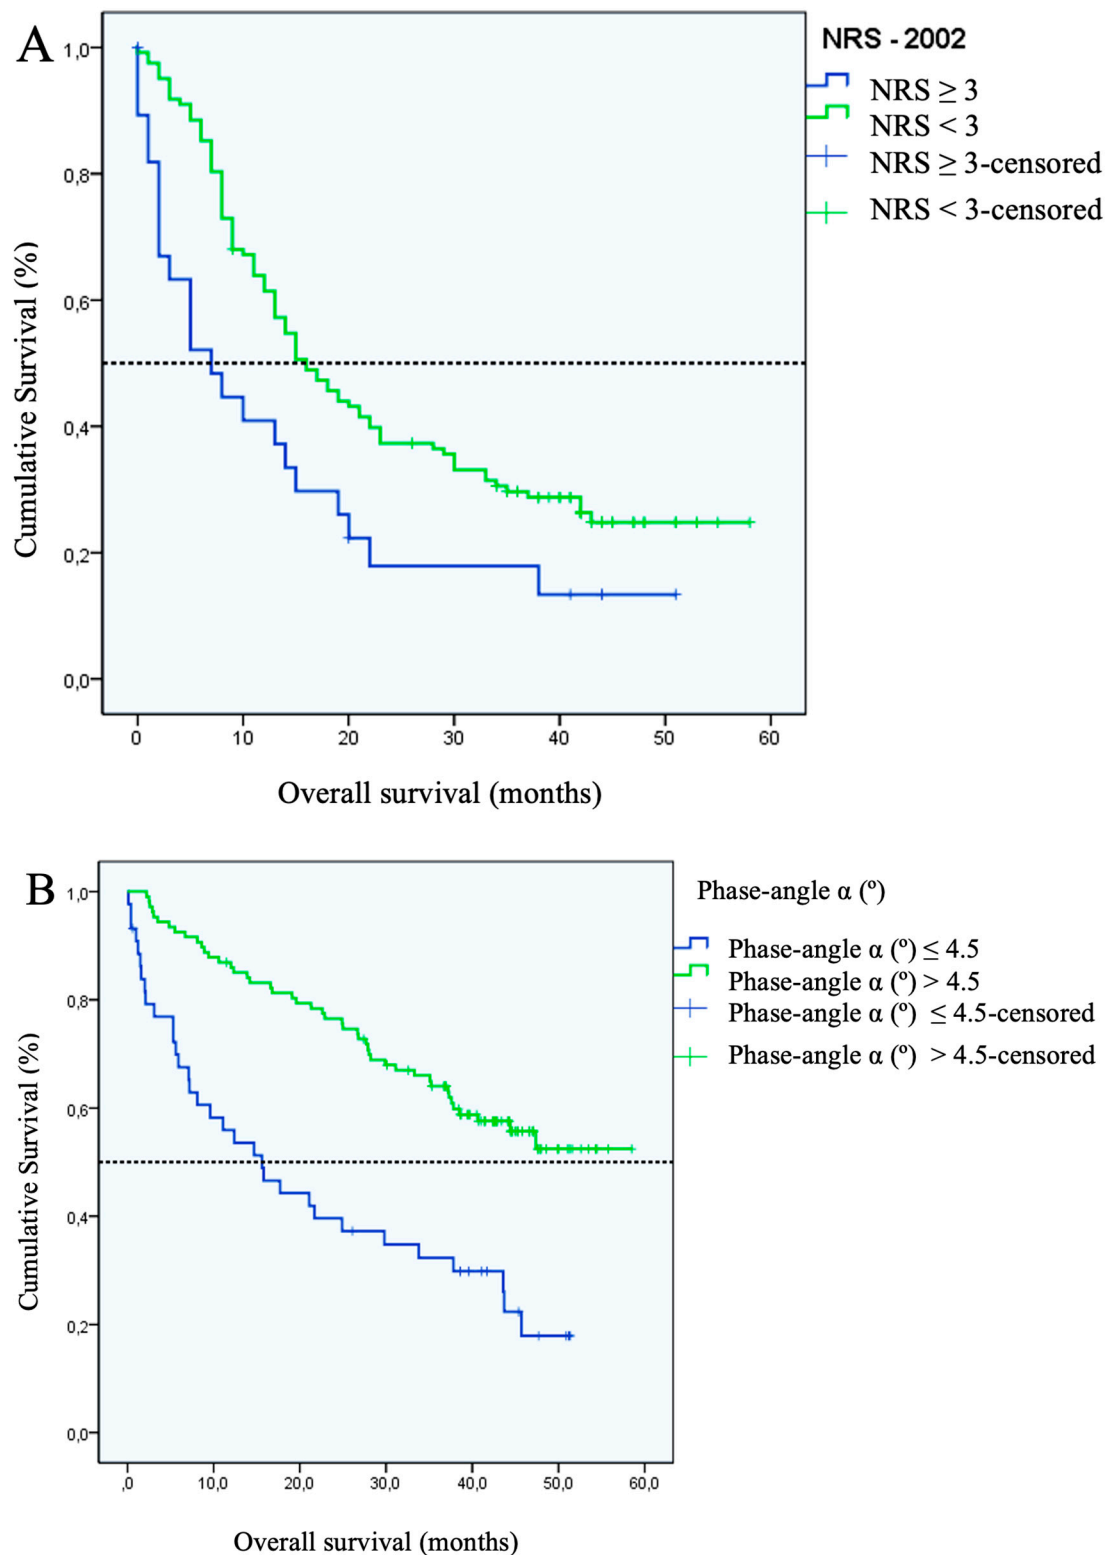 A
NRS - 2002
NRS ≥ 3
NRS < 3
NRS ≥ 3-censored
NRS < 3-censored
Cumulative Survival (%)
1,0
0,8
0,6
0,4
0,2
0,0
0 10 20 30 40 50 60
Overall survival (months)
B
Phase-angle α (º)
Phase-angle α (º) ≤ 4.5
Phase-angle α (º) > 4.5
Phase-angle α (º) ≤ 4.5-censored
Phase-angle α (º) > 4.5-censored
Cumulative Survival (%)
1,0
0,8
0,6
0,4
0,2
0,0
,0 10,0 20,0 30,0 40,0 50,0 60,0
Overall survival (months)